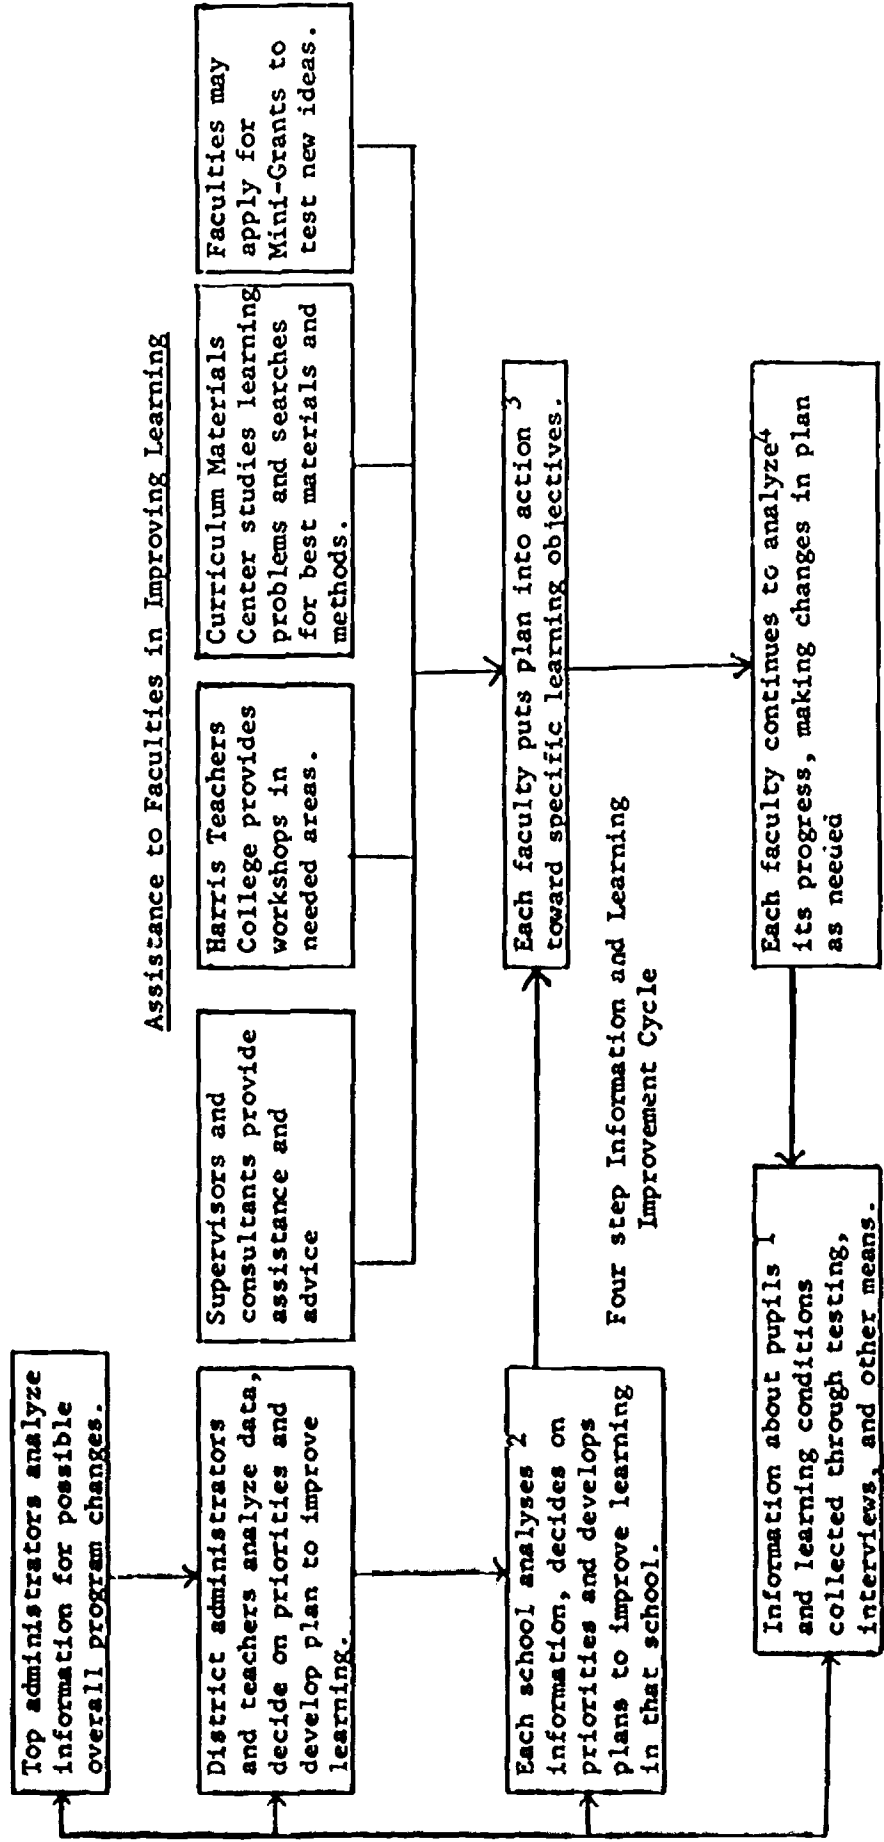 Top administrators analyze
information for possible
overall program changes.
Assistance to Faculties in Improving Learning
District administrators
and teachers analyze data,
decide on priorities and
develop plan to improve
learning.
Supervisors and
consultants provide
assistance and
advice
Harris Teachers
College provides
workshops in
needed areas.
Curriculum Materials
Center studies learning
problems and searches
for best materials and
methods.
Faculties may
apply for
Mini-Grants to
test new ideas.
Each school analyses 2
information, decides on
priorities and develops
plans to improve learning
in that school.
Each faculty puts plan into action 3
toward specific learning objectives.
Four step Information and Learning
Improvement Cycle
Information about pupils 1
and learning conditions
collected through testing,
interviews, and other means.
Each faculty continues to analyze 4
its progress, making changes in plan
as needed